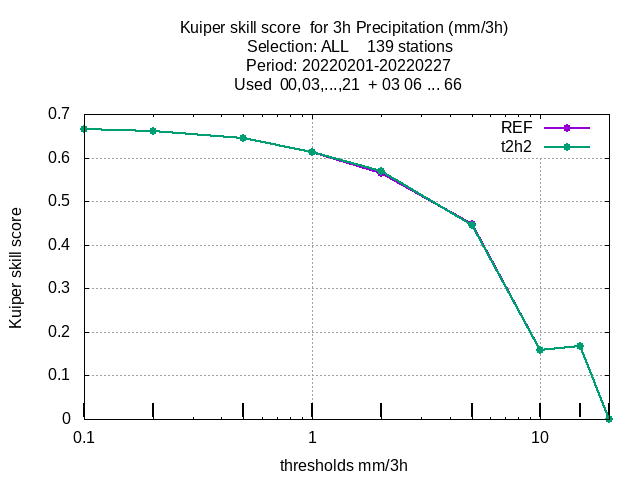 Kuiper skill score  for 3h Precipitation (mm/3h)
Selection: ALL    139 stations
Period: 20220201-20220227
Used  00,03,...,21  + 03 06 ... 66
REF
t2h2
Kuiper skill score
0.7
0.6
0.5
0.4
0.3
0.2
0.1
0
0.1 1 10
thresholds mm/3h